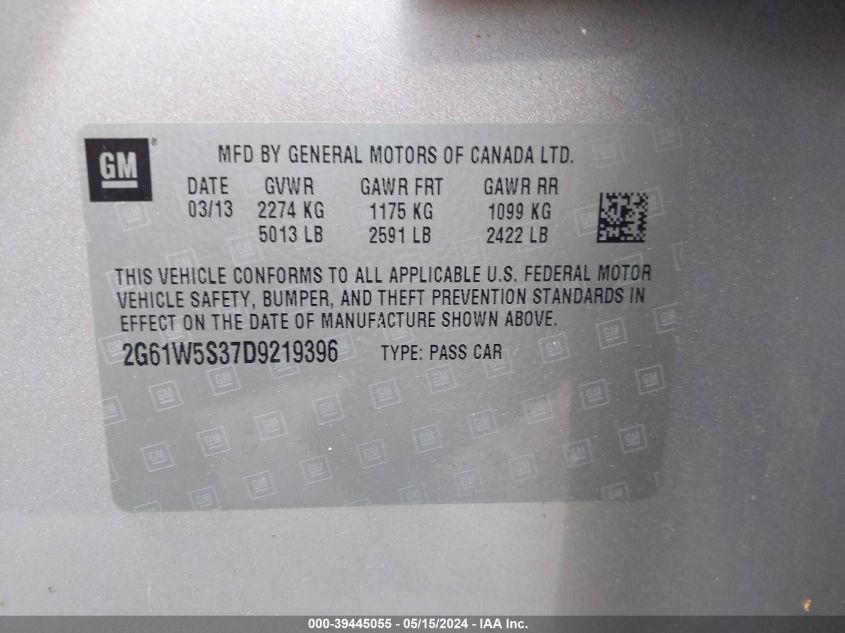 GM ®
MFD BY GENERAL MOTORS OF CANADA LTD.
DATE GVWR GAWR FRT GAWR RR
03/13 2274 KG 1175 KG 1099 KG
5013 LB 2591 LB 2422 LB
THIS VEHICLE CONFORMS TO ALL APPLICABLE U.S. FEDERAL MOTOR
VEHICLE SAFETY, BUMPER, AND THEFT PREVENTION STANDARDS IN
EFFECT ON THE DATE OF MANUFACTURE SHOWN ABOVE.
2G61W5S37D9219396 TYPE: PASS CAR
000-39445055 - 05/15/2024 - IAA Inc.